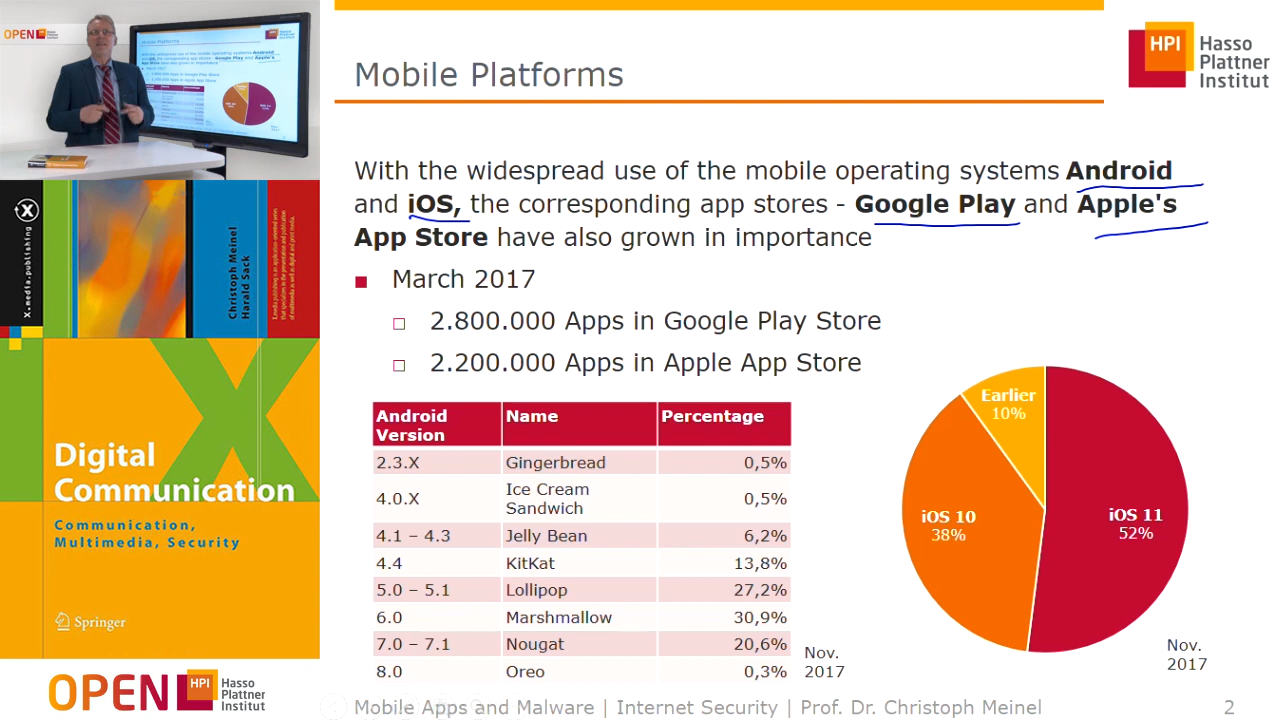 OPEN HPI
Mobile Platforms
HPI Hasso
Plattner
Institut
With the widespread use of the mobile operating systems Android
and iOS, the corresponding app stores - Google Play and Apple's
App Store have also grown in importance
■ March 2017
□ 2.800.000 Apps in Google Play Store
□ 2.200.000 Apps in Apple App Store
Android Version Name Percentage
2.3.X Gingerbread 0,5%
4.0.X Ice Cream Sandwich 0,5%
4.1 – 4.3 Jelly Bean 6,2%
4.4 KitKat 13,8%
5.0 – 5.1 Lollipop 27,2%
6.0 Marshmallow 30,9%
7.0 – 7.1 Nougat 20,6%
8.0 Oreo 0,3%
Nov.
2017
Earlier
10%
iOS 10
38%
iOS 11
52%
Nov.
2017
X.media.publishing
Christoph Meinel
Harald Sack
Digital
Communication
Communication,
Multimedia, Security
Springer
OPEN HPI Hasso
Plattner
Institut
Mobile Apps and Malware | Internet Security | Prof. Dr. Christoph Meinel 2